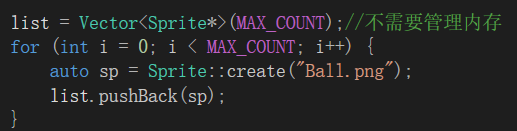 list = Vector<Sprite*>(MAX_COUNT);//不需要管理内存
for (int i = 0; i < MAX_COUNT; i++) {
    auto sp = Sprite::create("Ball.png");
    list.pushBack(sp);
}